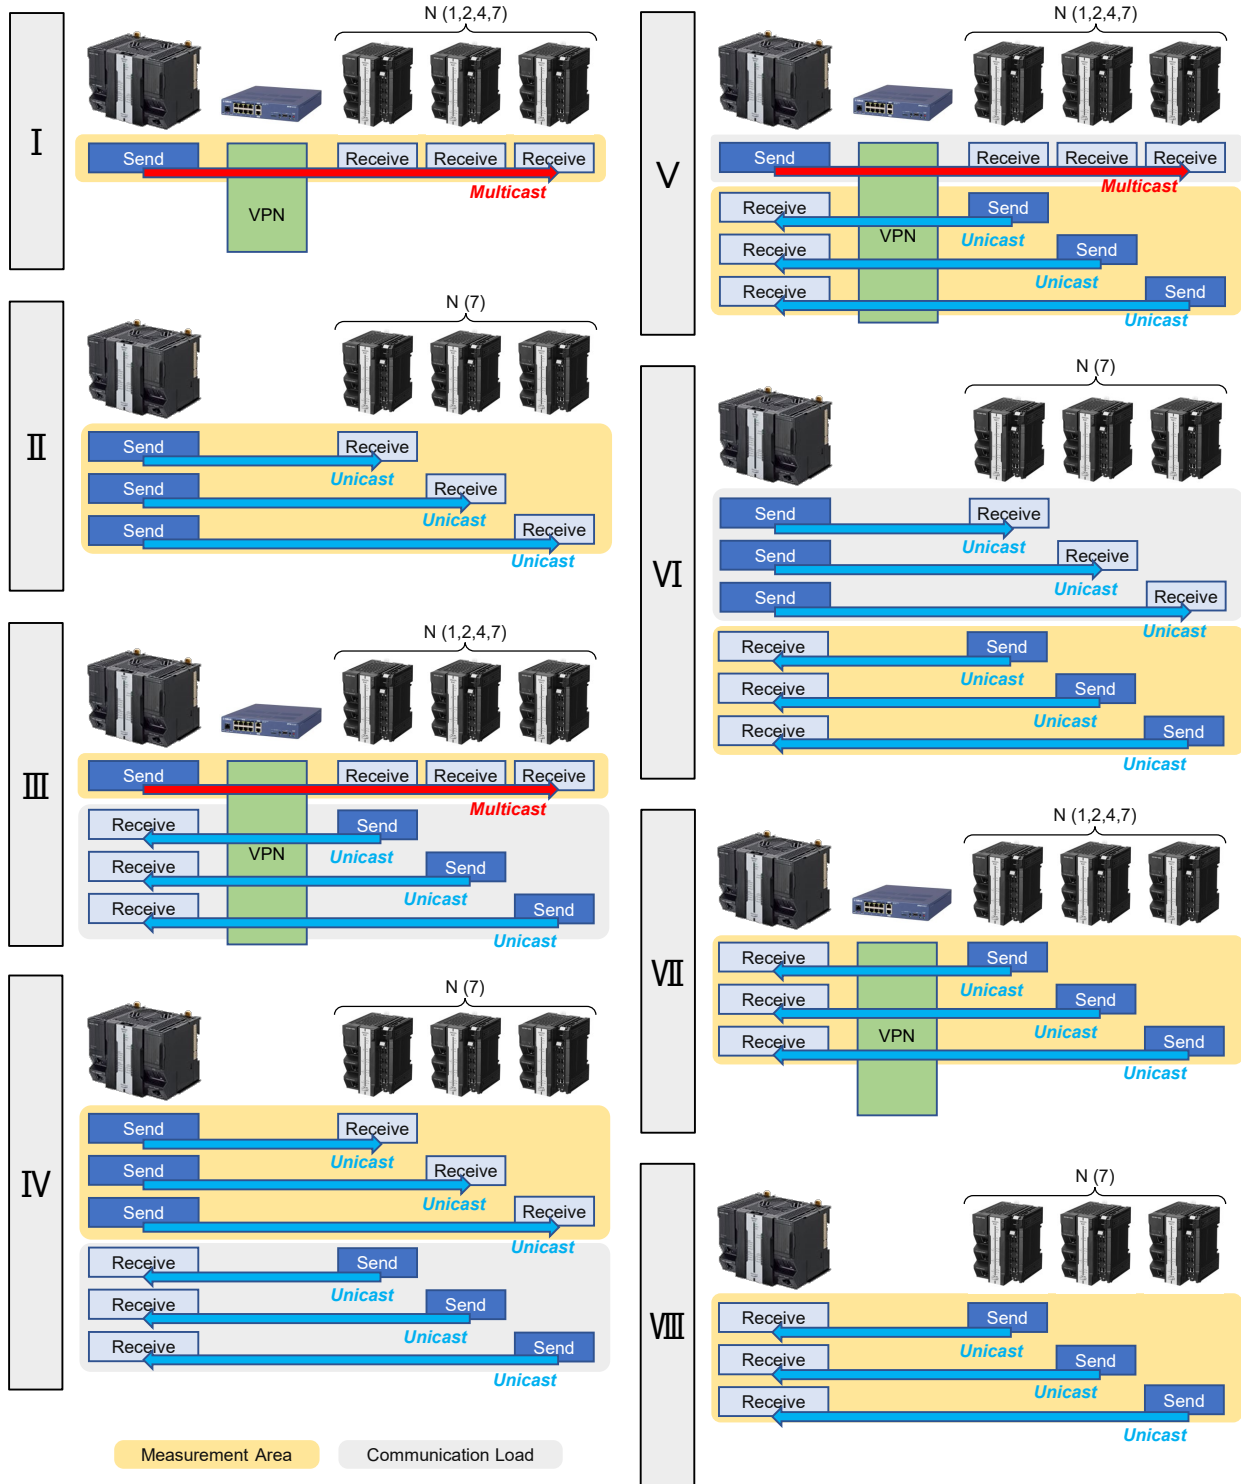 Ⅰ
N (1,2,4,7)
Send
Receive
Receive
Receive
Multicast
VPN
Ⅱ
N (7)
Send
Receive
Unicast
Send
Receive
Unicast
Send
Receive
Unicast
Ⅲ
N (1,2,4,7)
Send
Receive
Receive
Receive
Multicast
Receive
VPN
Send
Unicast
Receive
Send
Unicast
Receive
Send
Unicast
Ⅳ
N (7)
Send
Receive
Unicast
Send
Receive
Unicast
Send
Receive
Unicast
Receive
Send
Unicast
Receive
Send
Unicast
Receive
Send
Unicast
Measurement Area
Communication Load
Ⅴ
N (1,2,4,7)
Send
Receive
Receive
Receive
Multicast
Receive
Send
VPN
Unicast
Receive
Send
Unicast
Receive
Send
Unicast
Ⅵ
N (7)
Send
Receive
Unicast
Send
Receive
Unicast
Send
Receive
Unicast
Receive
Send
Unicast
Receive
Send
Unicast
Receive
Send
Unicast
Ⅶ
N (1,2,4,7)
Receive
Send
Unicast
Receive
Send
Unicast
Receive
VPN
Send
Unicast
Ⅷ
N (7)
Receive
Send
Unicast
Receive
Send
Unicast
Receive
Send
Unicast